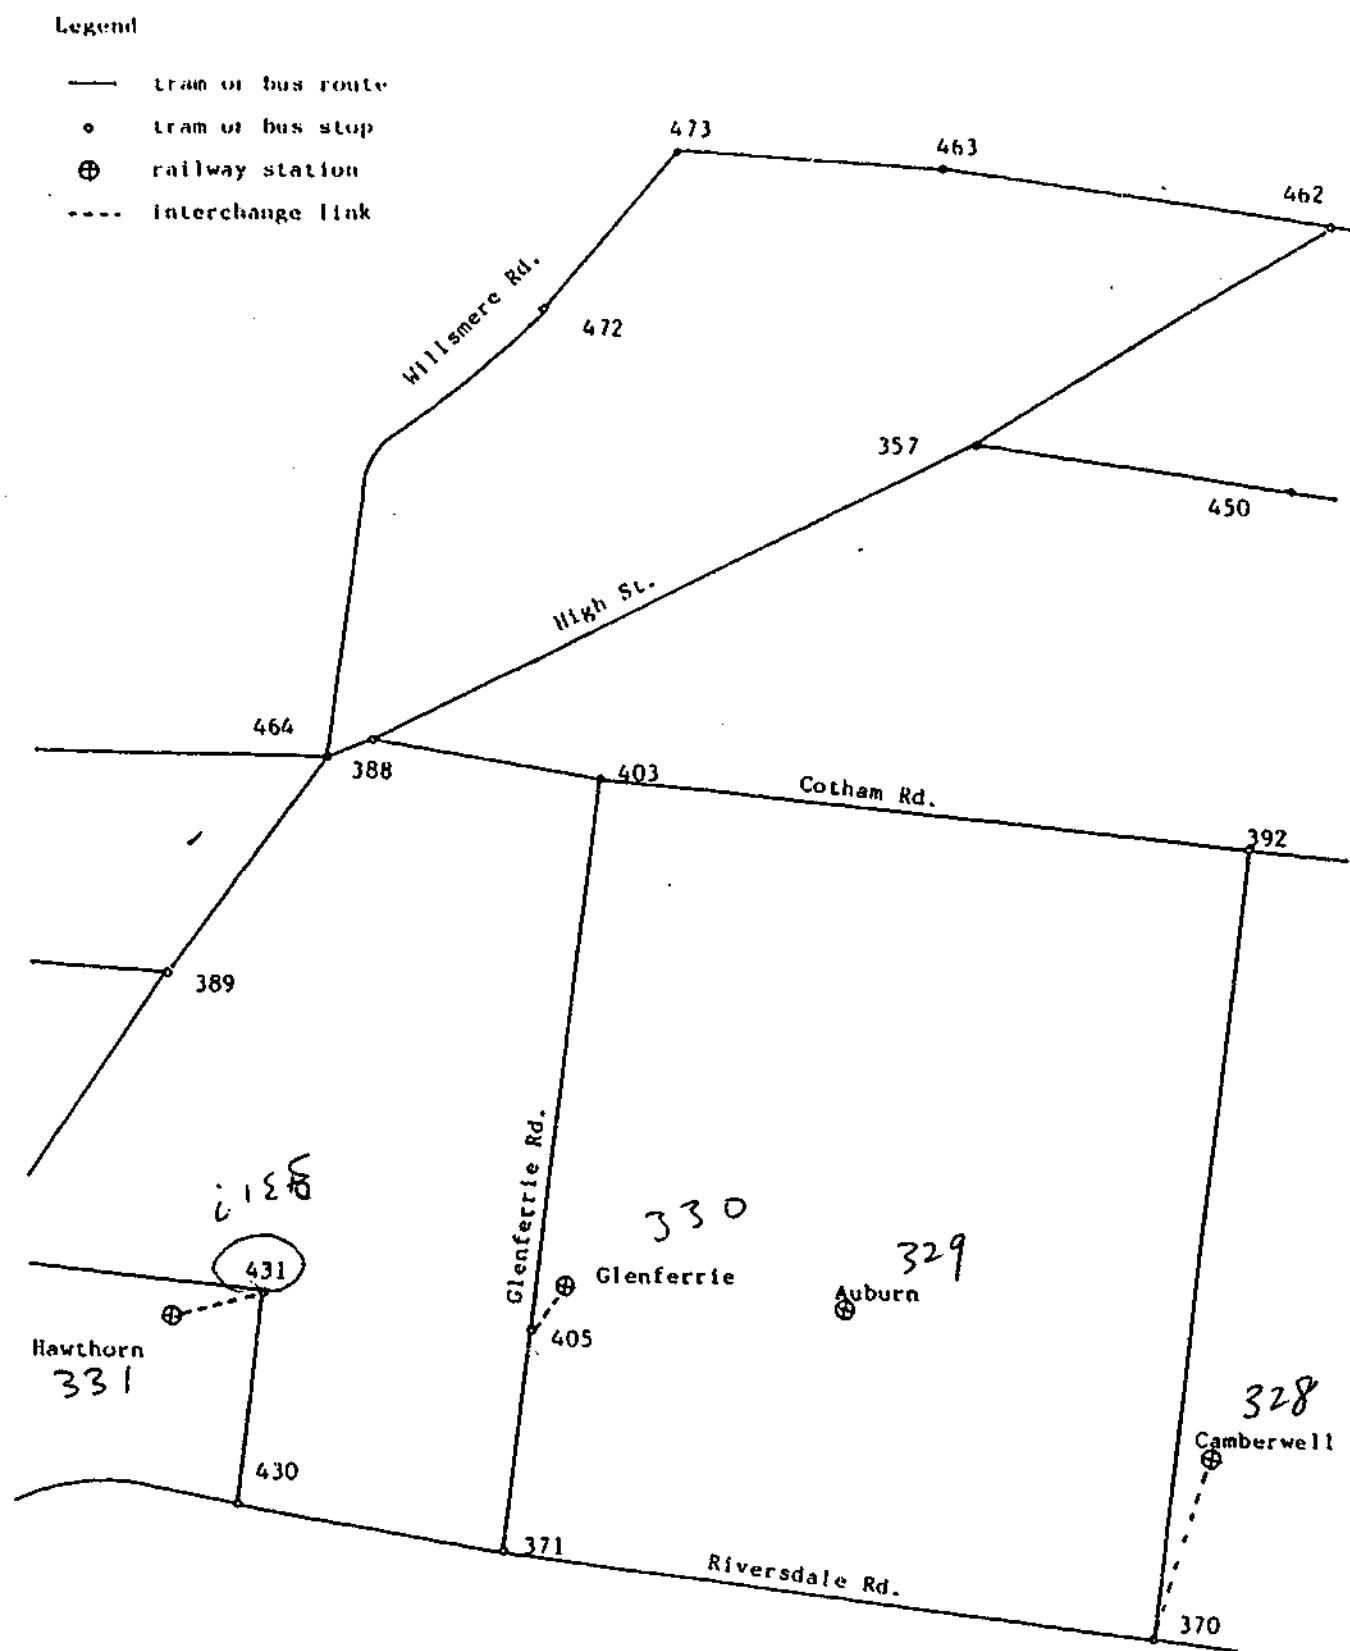 Legend
tram or bus route
tram or bus stop
railway station
interchange link
473
463
462
Willsmere Rd.
472
357
450
High St.
464
388
403
Cotham Rd.
392
389
Glenferrie Rd.
330
329
431
Glenferrie
Auburn
405
Hawthorn
331
328
Camberwell
430
371
Riversdale Rd.
370